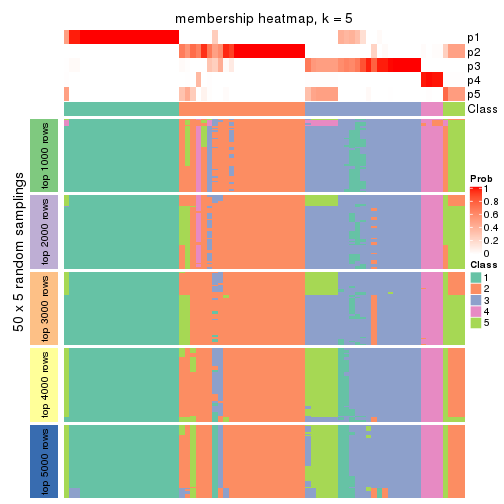 membership heatmap, k = 5
p1
p2
p3
p4
p5
Class
50 x 5 random samplings
top 1000 rows
top 2000 rows
top 3000 rows
top 4000 rows
top 5000 rows
Prob
1
0.8
0.6
0.4
0.2
0
Class
1
2
3
4
5